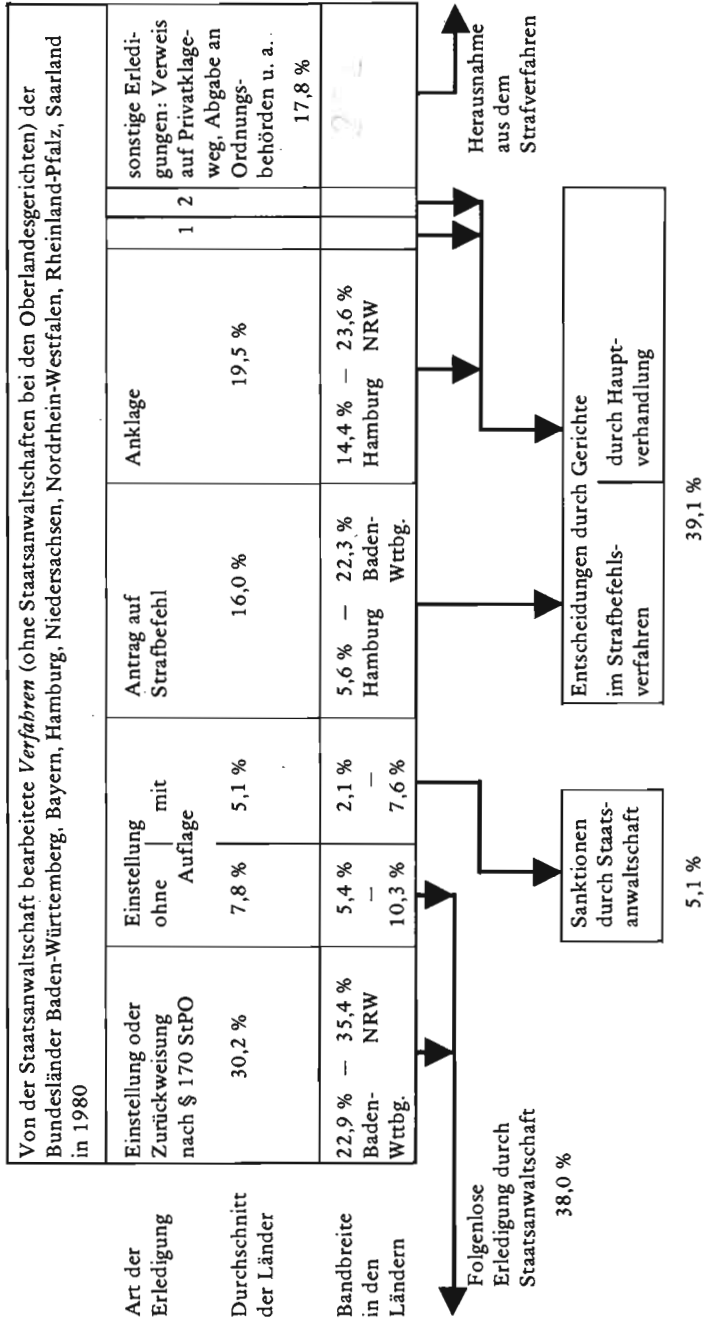 Von der Staatsanwaltschaft bearbeitete Verfahren (ohne Staatsanwaltschaften bei den Oberlandesgerichten) der
Bundesländer Baden-Württemberg, Bayern, Hamburg, Niedersachsen, Nordrhein-Westfalen, Rheinland-Pfalz, Saarland
in 1980
Art der
Erledigung
Einstellung oder
Zurückweisung
nach § 170 StPO
Einstellung
ohne mit
Auflage
Antrag auf
Strafbefehl
Anklage
1 2
sonstige Erledi-
gungen: Verweis
auf Privatklage-
weg, Abgabe an
Ordnungs-
behörden u. a.
Durchschnitt
der Länder
30,2 %
7,8 % 5,1 %
16,0 %
19,5 %
17,8 %
Bandbreite
in den
Ländern
22,9 % — 35,4 %
Baden- NRW
Wttbg.
5,4 % 2,1 %
— —
10,3 % 7,6 %
5,6 % — 22,3 %
Hamburg Baden-
Wttbg.
14,4 % — 23,6 %
Hamburg NRW
Folgenlose
Erledigung durch
Staatsanwaltschaft
38,0 %
Sanktionen
durch Staats-
anwaltschaft
5,1 %
Entscheidungen durch Gerichte
im Strafbefehls-
verfahren
durch Haupt-
verhandlung
39,1 %
Herausnahme
aus dem
Strafverfahren